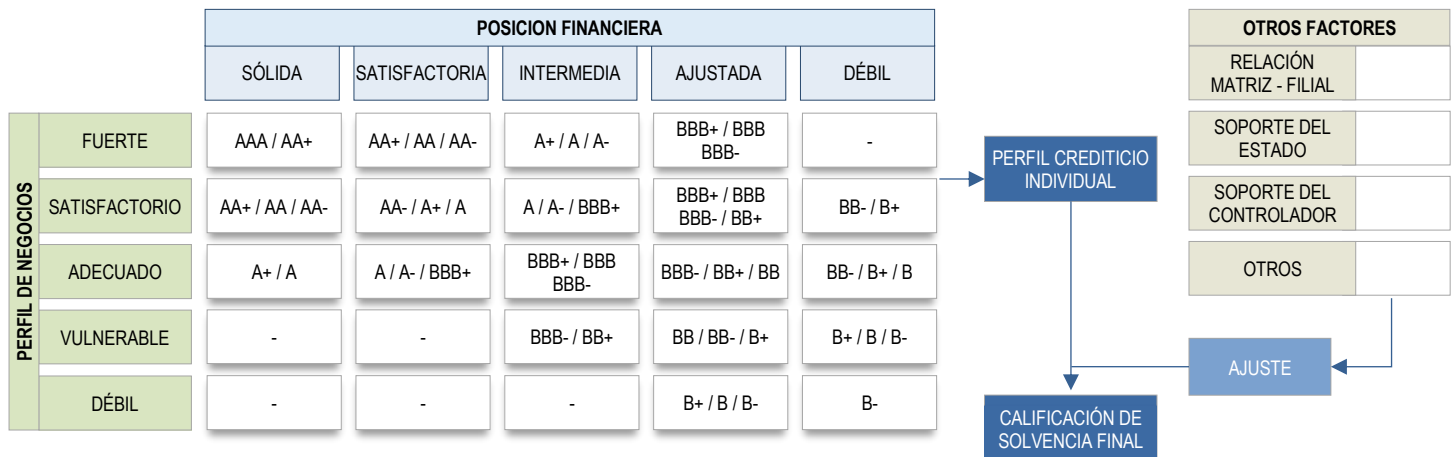 POSICION FINANCIERA
SÓLIDA
SATISFACTORIA
INTERMEDIA
AJUSTADA
DÉBIL
PERFIL DE NEGOCIOS
FUERTE
AAA / AA+
AA+ / AA / AA-
A+ / A / A-
BBB+ / BBB
BBB-
-
SATISFACTORIO
AA+ / AA / AA-
AA- / A+ / A
A / A- / BBB+
BBB+ / BBB
BBB- / BB+
BB- / B+
ADECUADO
A+ / A
A / A- / BBB+
BBB+ / BBB
BBB-
BBB- / BB+ / BB
BB- / B+ / B
VULNERABLE
-
-
BBB- / BB+
BB / BB- / B+
B+ / B / B-
DÉBIL
-
-
-
B+ / B / B-
B-
PERFIL CREDITICIO
INDIVIDUAL
CALIFICACIÓN DE
SOLVENCIA FINAL
OTROS FACTORES
RELACIÓN
MATRIZ - FILIAL
SOPORTE DEL
ESTADO
SOPORTE DEL
CONTROLADOR
OTROS
AJUSTE